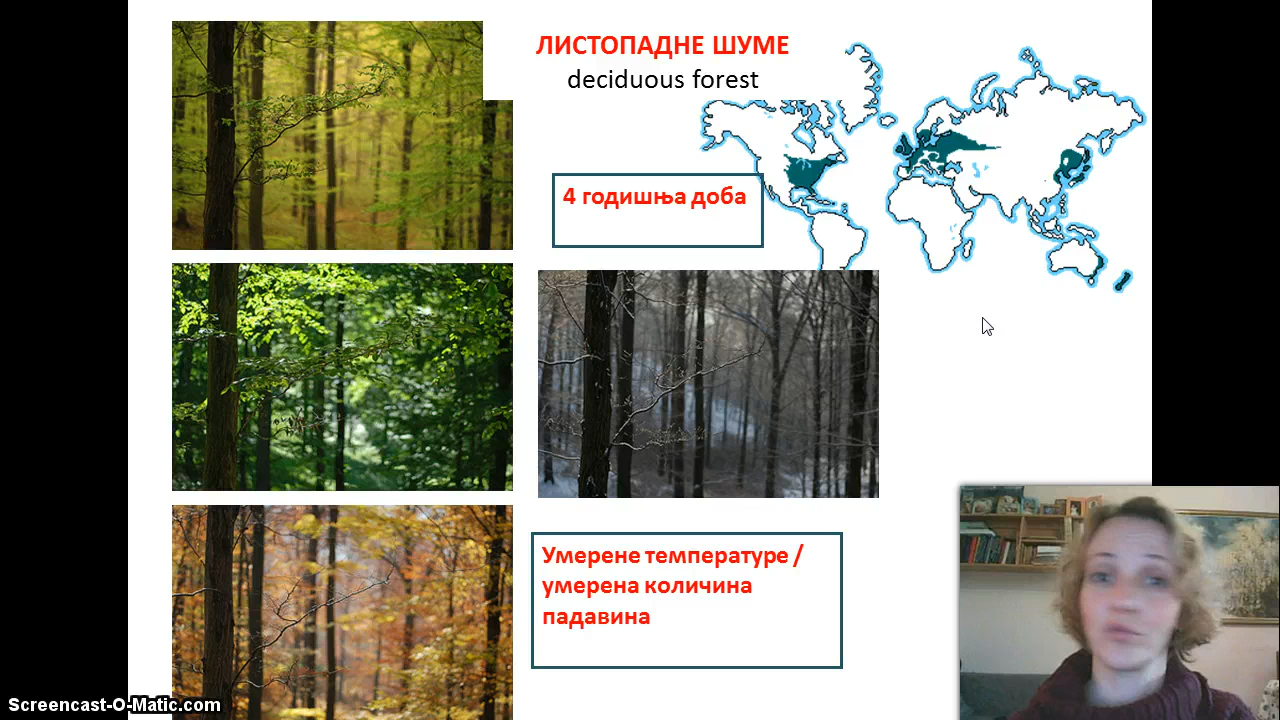 ЛИСТОПАДНЕ ШУМЕ
deciduous forest
4 годишња доба
Умерене температуре /
умерена количина
падавина
Screencast-O-Matic.com